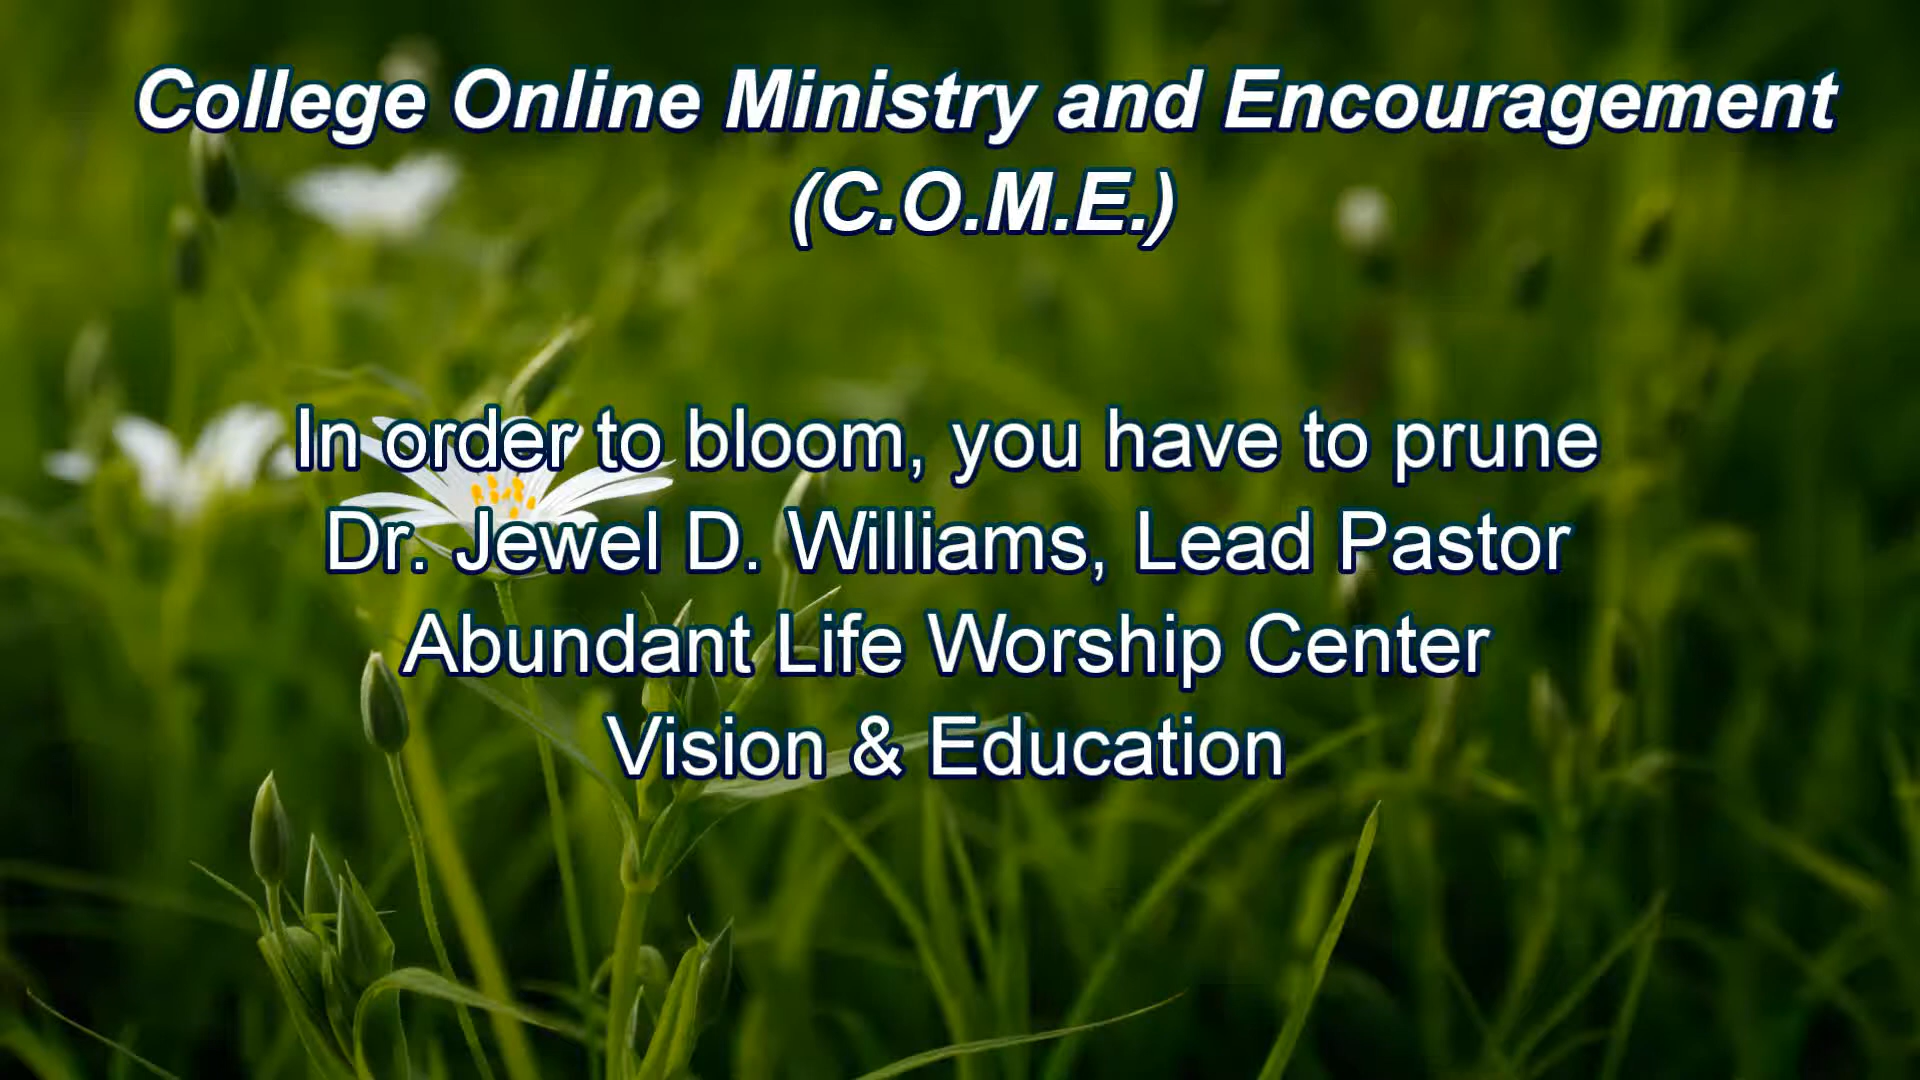 College Online Ministry and Encouragement
(C.O.M.E.)
In order to bloom, you have to prune
Dr. Jewel D. Williams, Lead Pastor
Abundant Life Worship Center
Vision & Education